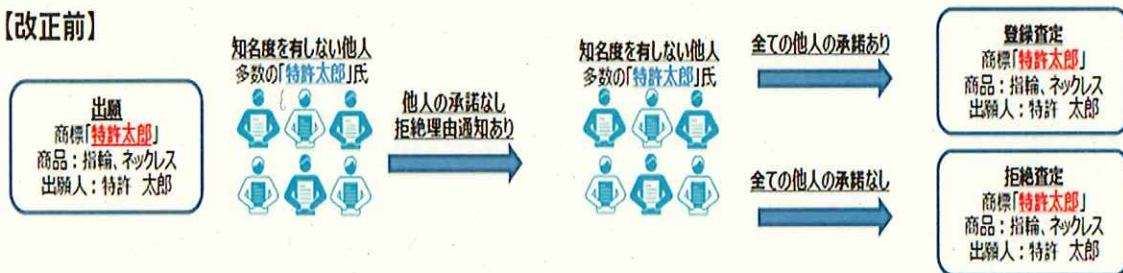 【改正前】
出願
商標「特許太郎」
商品：指輪、ネックレス
出願人：特許 太郎
知名度を有しない他人
多数の「特許太郎」氏
他人の承諾なし
拒絶理由通知あり
知名度を有しない他人
多数の「特許太郎」氏
全ての他人の承諾あり
全ての他人の承諾なし
登録査定
商標「特許太郎」
商品：指輪、ネックレス
出願人：特許 太郎
拒絶査定
商標「特許太郎」
商品：指輪、ネックレス
出願人：特許 太郎